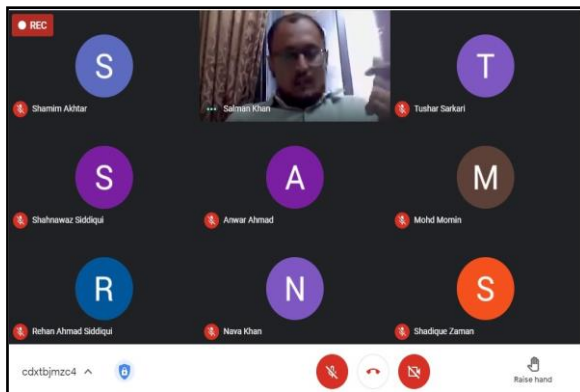 REC
S
T
Shamim Akhtar
Salman Khan
Tushar Sarkari
S
A
M
Shahnawaz Siddiqui
Anwar Ahmad
Mohd Momin
R
N
S
Rehan Ahmad Siddiqui
Nava Khan
Shadique Zaman
cdxtbjmzc4
Raise hand